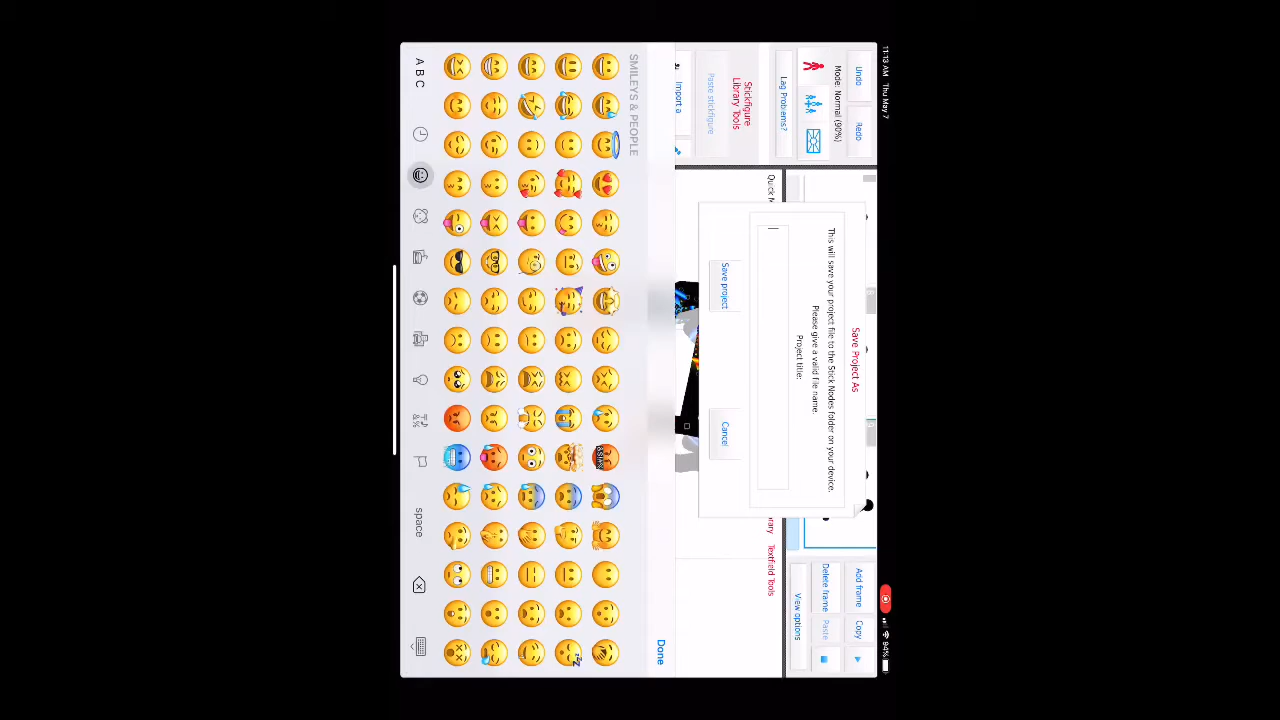 11:13 AM Thu May 7
94%
Undo
Redo
Mode: Normal (90%)
Lag Problems?
Stickfigure
Library Tools
Paste stickfigure
Import a
Quick
Save Project As
This will save your project file to the Stick Nodes folder on your device.
Please give a valid file name.
Project title:
Save project
Cancel
Textfield Tools
Add frame
Copy
Delete frame
Paste
View options
Done
SMILEYS & PEOPLE
ABC
space